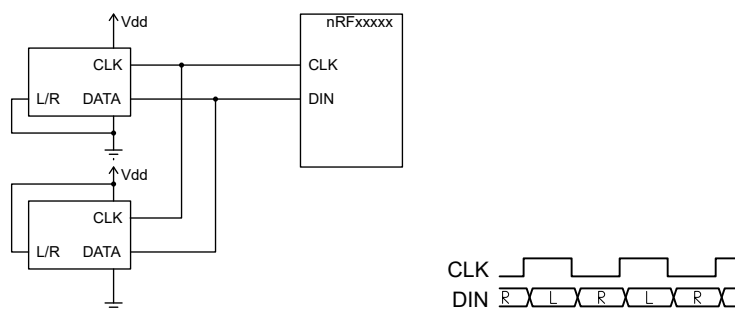 Vdd
nRFxxxxx
CLK
L/R DATA
CLK
DIN
Vdd
CLK
L/R DATA
CLK
DIN R L R L R